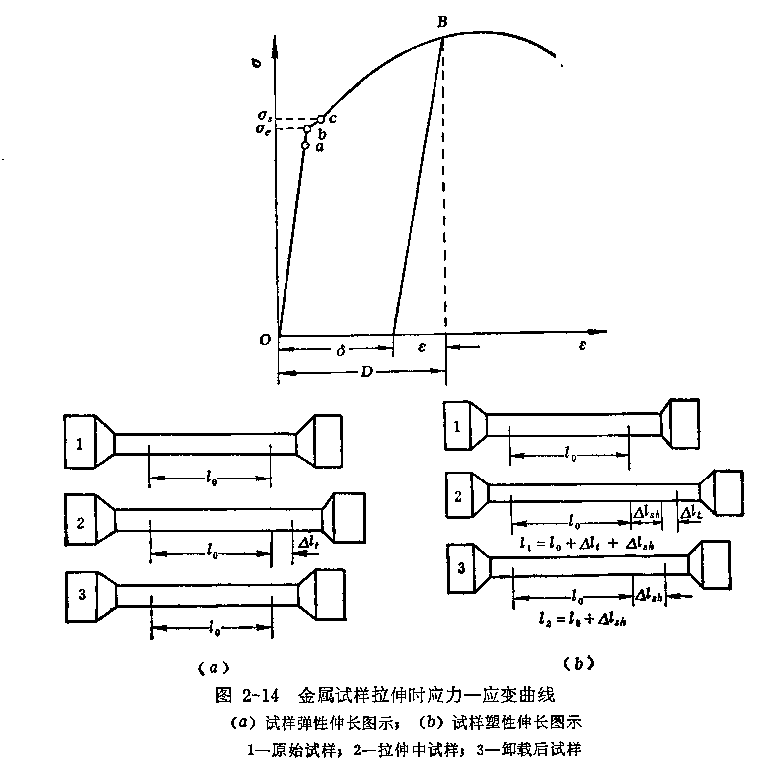 B
σ
σs
c
σe
b
a
O
δ
ε
ε
D
1
l0
2
l0
Δlt
3
l0
(a)
1
l0
2
l0
Δlsh
Δlt
l1 = l0 + Δlt + Δlsh
3
l0
Δlsh
l2 = l0 + Δlsh
(b)
图 2-14 金属试样拉伸时应力—应变曲线
(a) 试样弹性伸长图示; (b) 试样塑性伸长图示
1—原始试样; 2—拉伸中试样; 3—卸载后试样